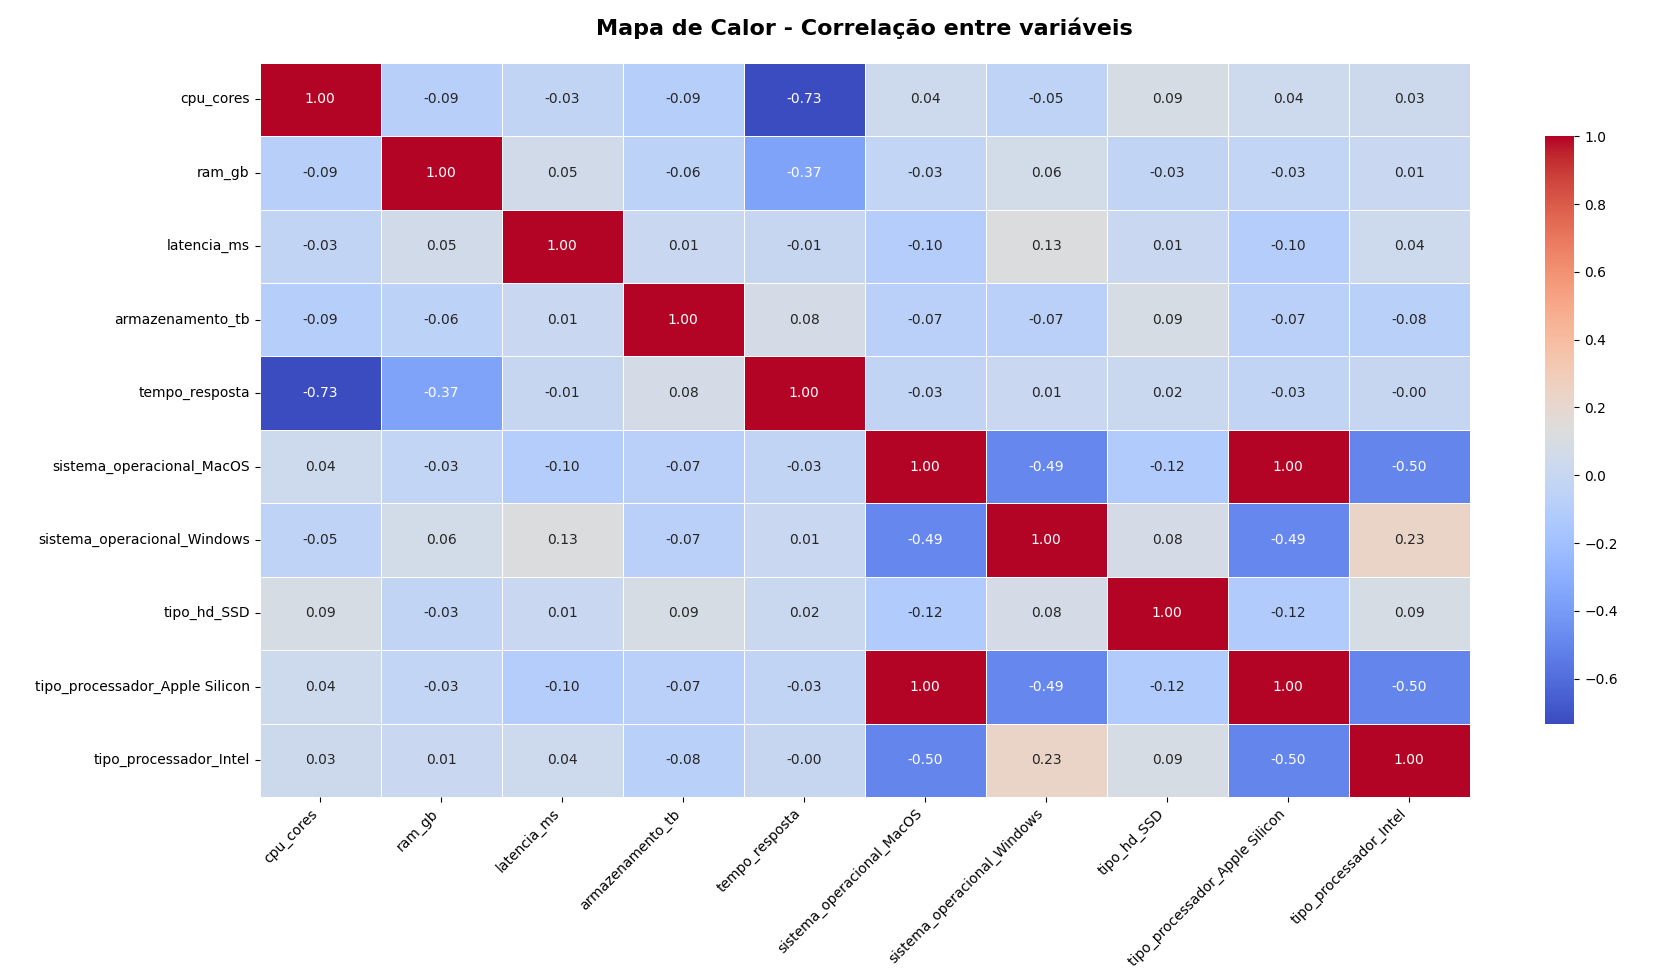 Mapa de Calor - Correlação entre variáveis
cpu_cores 1.00 -0.09 -0.03 -0.09 -0.73 0.04 -0.05 0.09 0.04 0.03
ram_gb -0.09 1.00 0.05 -0.06 -0.37 -0.03 0.06 -0.03 -0.03 0.01
latencia_ms -0.03 0.05 1.00 0.01 -0.01 -0.10 0.13 0.01 -0.10 0.04
armazenamento_tb -0.09 -0.06 0.01 1.00 0.08 -0.07 -0.07 0.09 -0.07 -0.08
tempo_resposta -0.73 -0.37 -0.01 0.08 1.00 -0.03 0.01 0.02 -0.03 -0.00
sistema_operacional_MacOS 0.04 -0.03 -0.10 -0.07 -0.03 1.00 -0.49 -0.12 1.00 -0.50
sistema_operacional_Windows -0.05 0.06 0.13 -0.07 0.01 -0.49 1.00 0.08 -0.49 0.23
tipo_hd_SSD 0.09 -0.03 0.01 0.09 0.02 -0.12 0.08 1.00 -0.12 0.09
tipo_processador_Apple Silicon 0.04 -0.03 -0.10 -0.07 -0.03 1.00 -0.49 -0.12 1.00 -0.50
tipo_processador_Intel 0.03 0.01 0.04 -0.08 -0.00 -0.50 0.23 0.09 -0.50 1.00
cpu_cores
ram_gb
latencia_ms
armazenamento_tb
tempo_resposta
sistema_operacional_MacOS
sistema_operacional_Windows
tipo_hd_SSD
tipo_processador_Apple Silicon
tipo_processador_Intel
1.0
0.8
0.6
0.4
0.2
0.0
−0.2
−0.4
−0.6